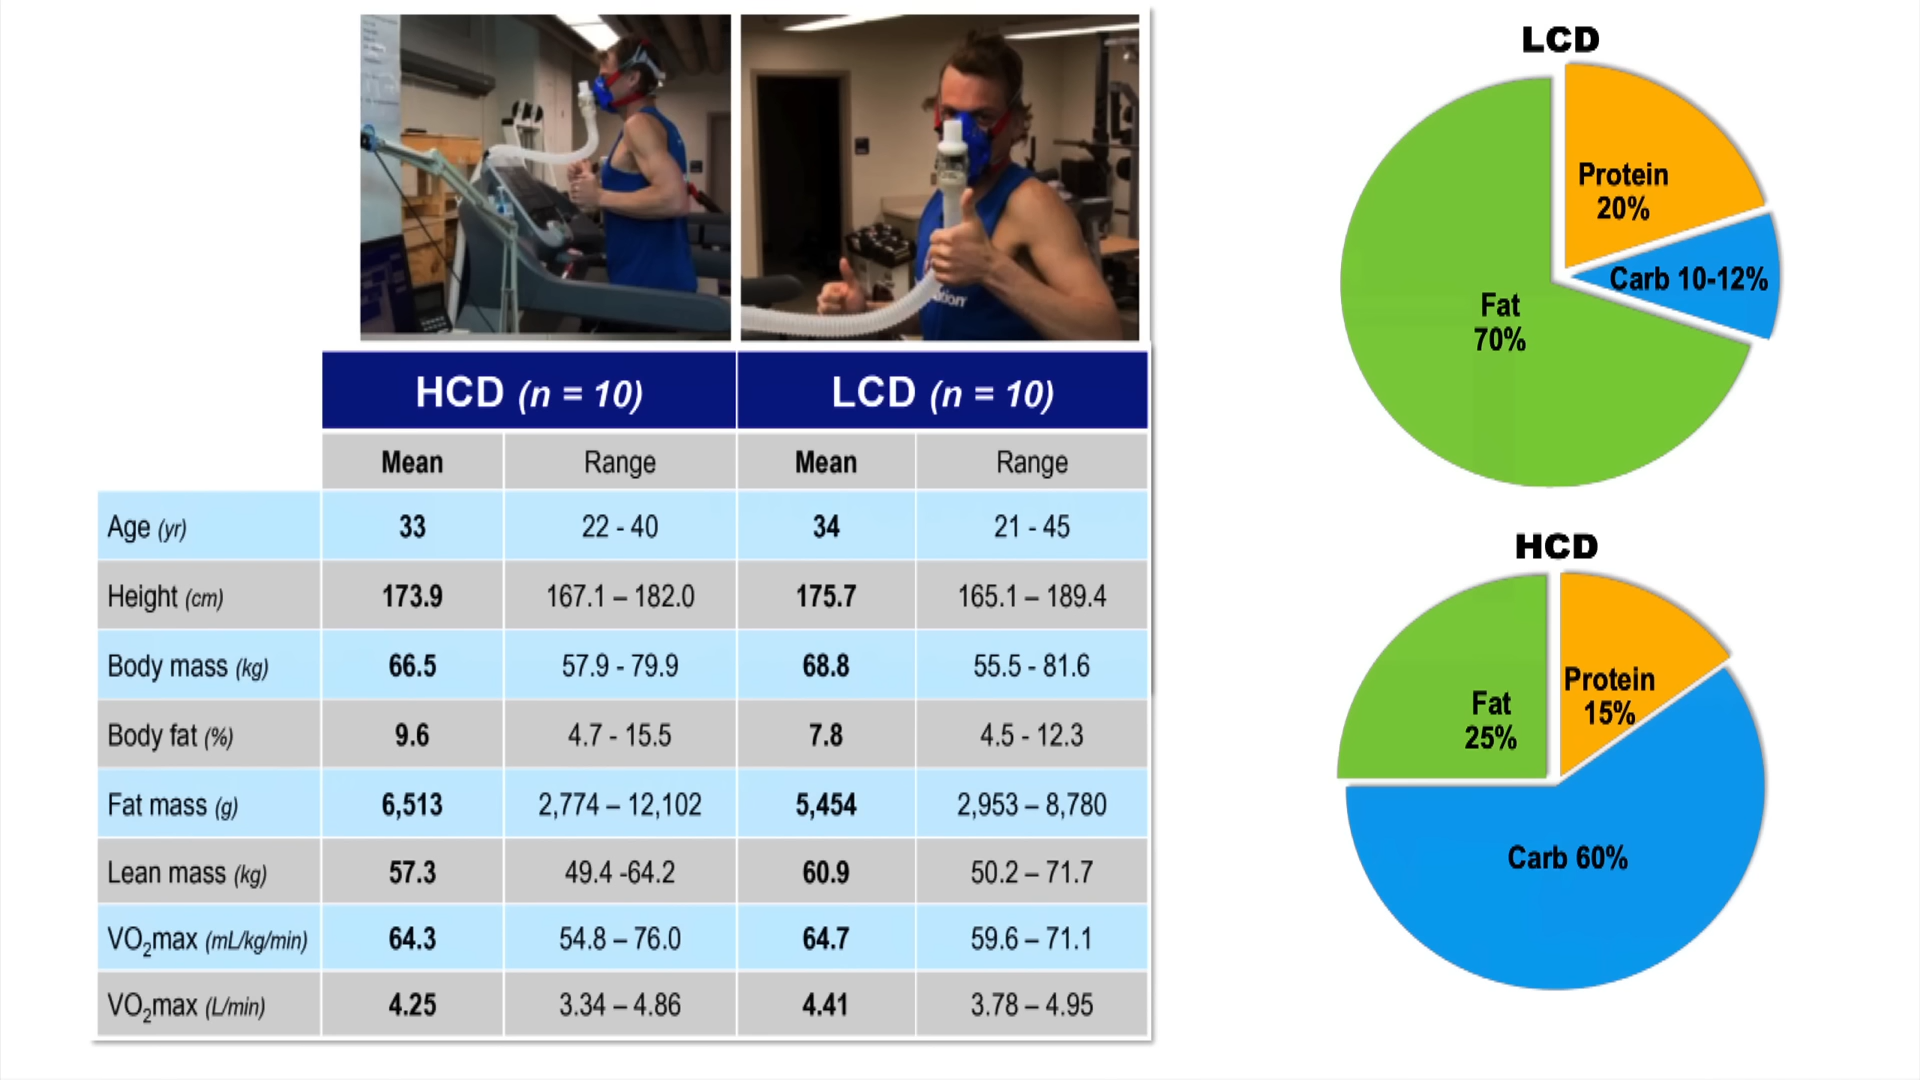 HCD (n = 10) LCD (n = 10)
Mean Range Mean Range
Age (yr) 33 22 - 40 34 21 - 45
Height (cm) 173.9 167.1 – 182.0 175.7 165.1 – 189.4
Body mass (kg) 66.5 57.9 - 79.9 68.8 55.5 - 81.6
Body fat (%) 9.6 4.7 - 15.5 7.8 4.5 - 12.3
Fat mass (g) 6,513 2,774 – 12,102 5,454 2,953 – 8,780
Lean mass (kg) 57.3 49.4 -64.2 60.9 50.2 – 71.7
VO₂max (mL/kg/min) 64.3 54.8 – 76.0 64.7 59.6 – 71.1
VO₂max (L/min) 4.25 3.34 – 4.86 4.41 3.78 – 4.95
LCD
Protein
20%
Carb 10-12%
Fat
70%
HCD
Protein
15%
Fat
25%
Carb 60%